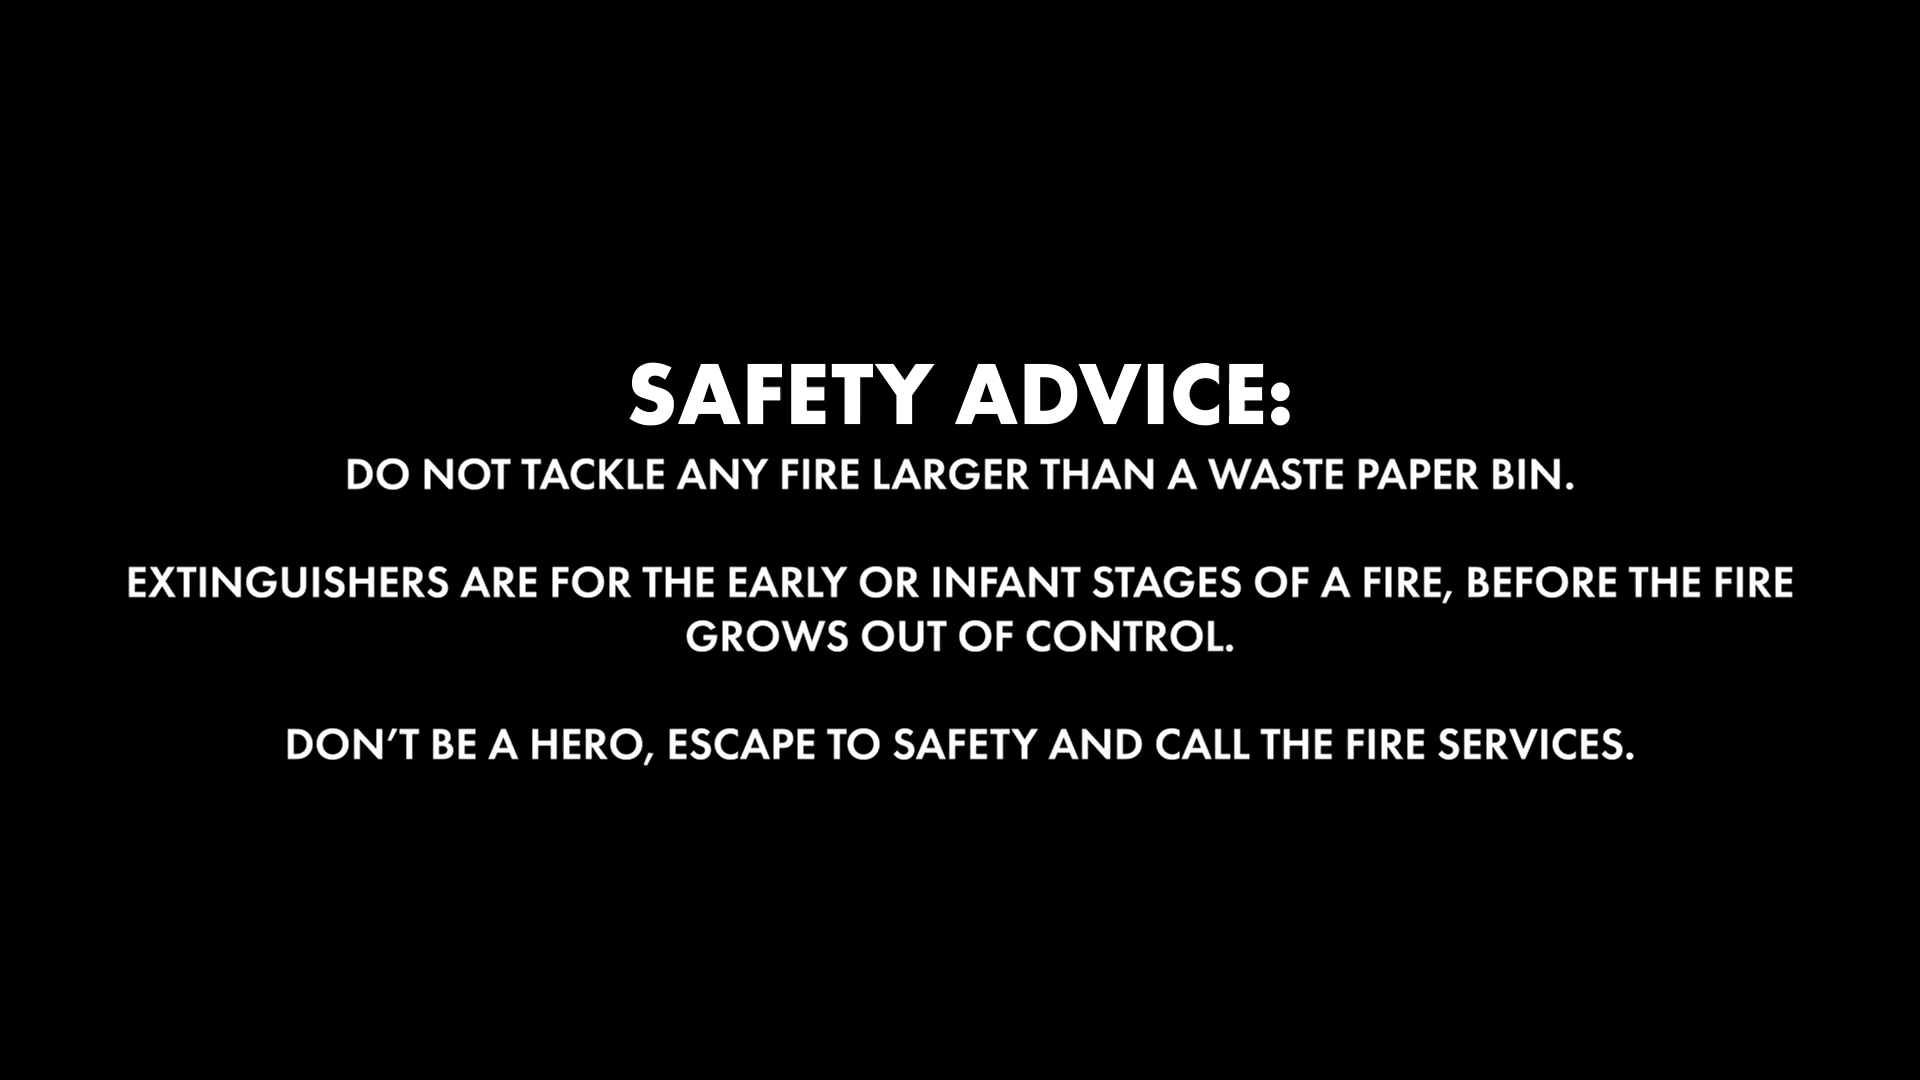 SAFETY ADVICE:
DO NOT TACKLE ANY FIRE LARGER THAN A WASTE PAPER BIN.
EXTINGUISHERS ARE FOR THE EARLY OR INFANT STAGES OF A FIRE, BEFORE THE FIRE
GROWS OUT OF CONTROL.
DON’T BE A HERO, ESCAPE TO SAFETY AND CALL THE FIRE SERVICES.